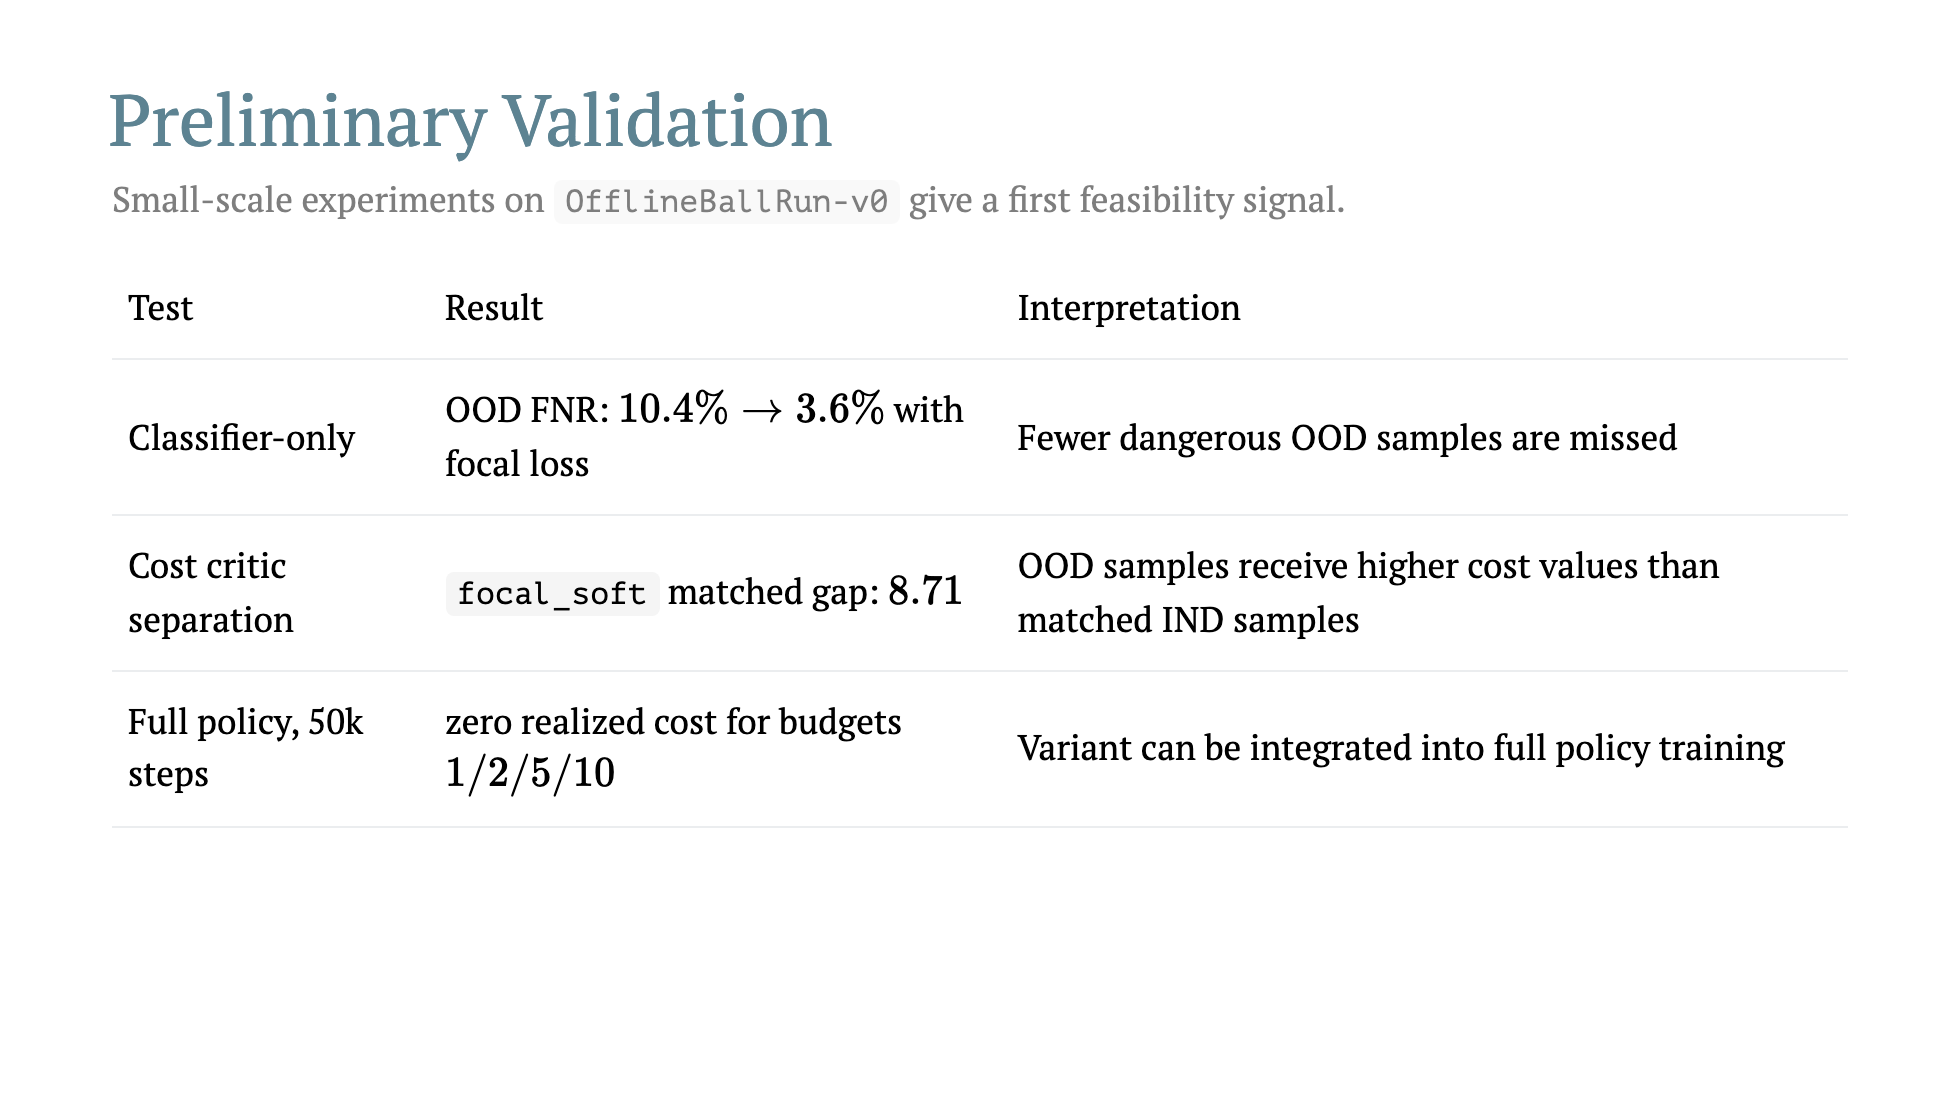 Preliminary Validation
Small-scale experiments on OfflineBallRun-v0 give a first feasibility signal.
Test Result Interpretation
Classifier-only
OOD FNR: 10.4% → 3.6% with
focal loss
Fewer dangerous OOD samples are missed
Cost critic
separation
focal_soft matched gap: 8.71
OOD samples receive higher cost values than
matched IND samples
Full policy, 50k
steps
zero realized cost for budgets
1/2/5/10
Variant can be integrated into full policy training